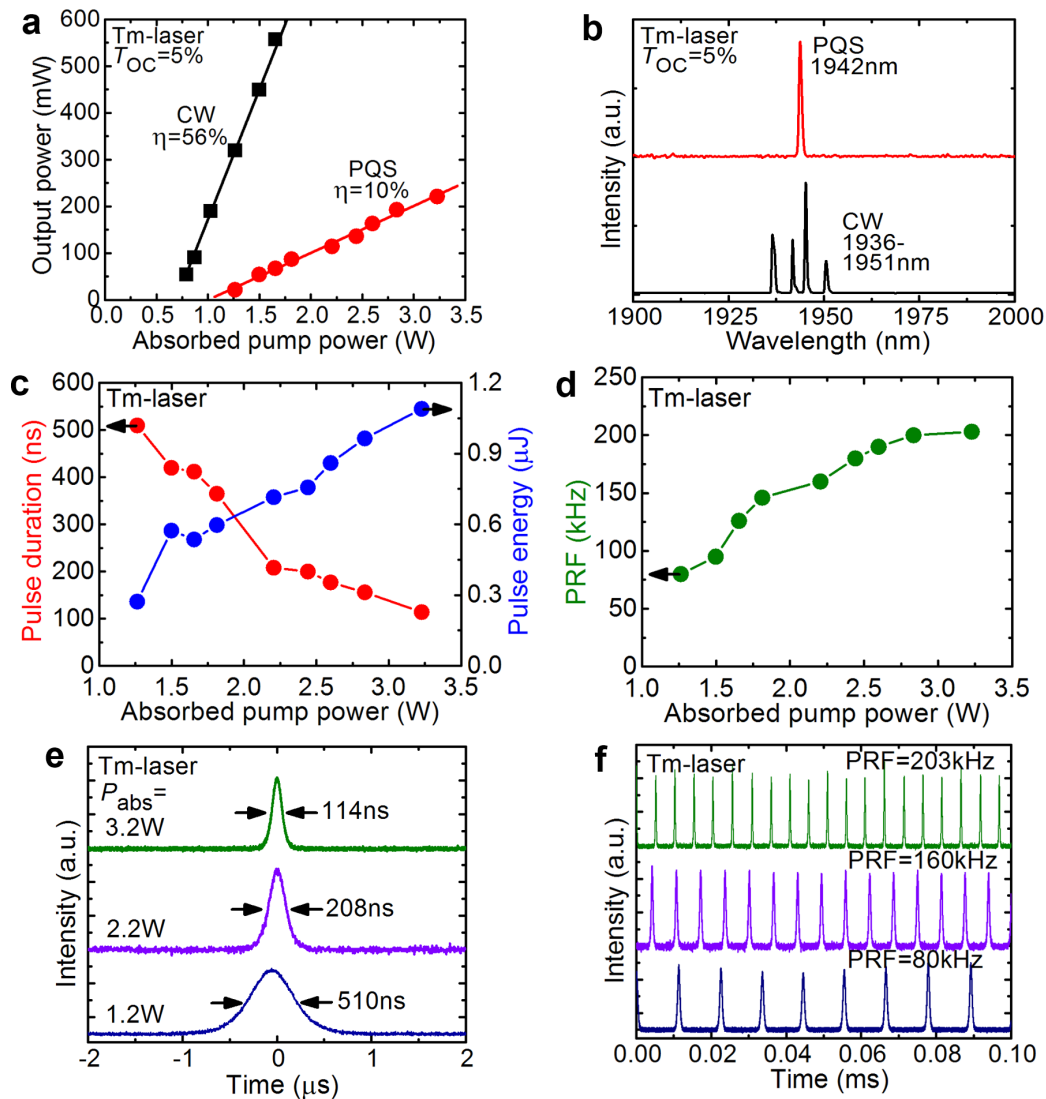 a
Tm-laser
T_OC=5%
CW
η=56%
PQS
η=10%
600
500
400
300
200
100
0
0.0 0.5 1.0 1.5 2.0 2.5 3.0 3.5
Output power (mW)
Absorbed pump power (W)
b
Tm-laser
T_OC=5%
PQS
1942nm
CW
1936-
1951nm
Intensity (a.u.)
1900 1925 1950 1975 2000
Wavelength (nm)
c
Tm-laser
600
500
400
300
200
100
0
Pulse duration (ns)
1.2
0.9
0.6
0.3
0.0
Pulse energy (μJ)
1.0 1.5 2.0 2.5 3.0 3.5
Absorbed pump power (W)
d
Tm-laser
250
200
150
100
50
0
PRF (kHz)
1.0 1.5 2.0 2.5 3.0 3.5
Absorbed pump power (W)
e
Tm-laser
P_abs=
3.2W
114ns
2.2W
208ns
1.2W
510ns
Intensity (a.u.)
-2 -1 0 1 2
Time (μs)
f
Tm-laser
PRF=203kHz
PRF=160kHz
PRF=80kHz
Intensity (a.u.)
0.00 0.02 0.04 0.06 0.08 0.10
Time (ms)